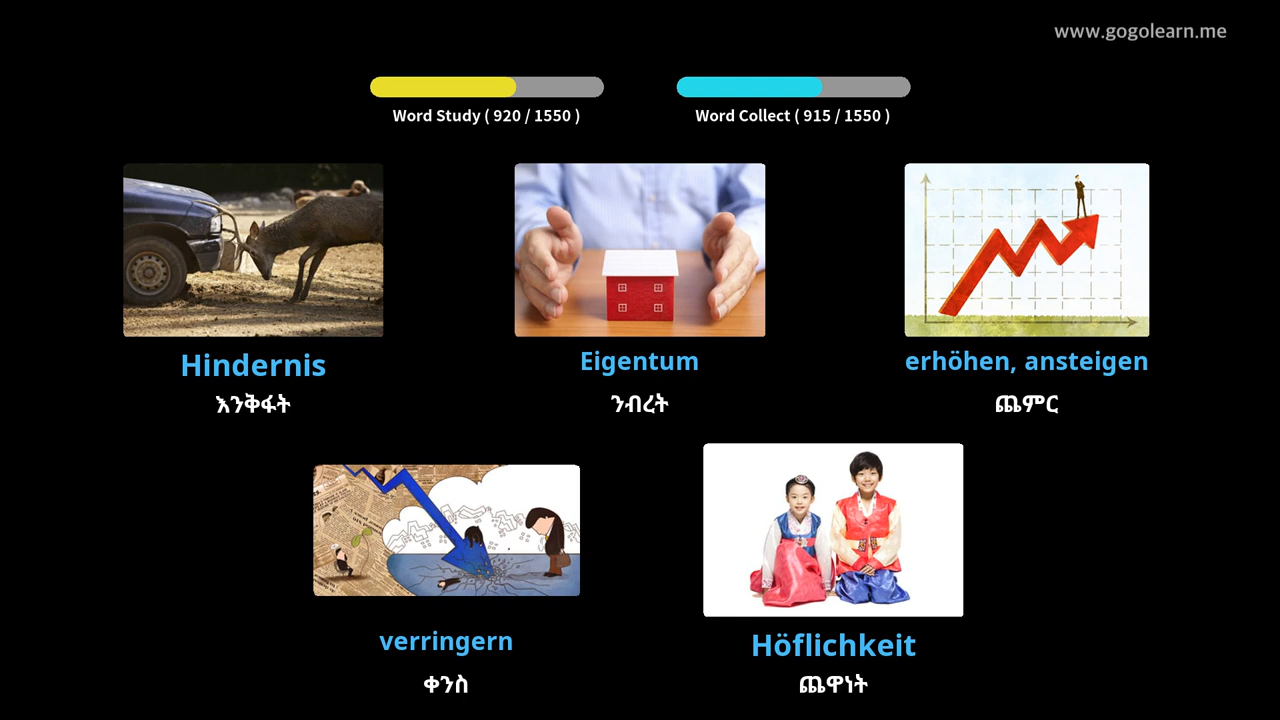 www.gogolearn.me
Word Study ( 920 / 1550 )
Word Collect ( 915 / 1550 )
Hindernis
እንቅፋት
Eigentum
ንብረት
erhöhen, ansteigen
ጨምር
verringern
ቀንስ
Höflichkeit
ጨዋነት